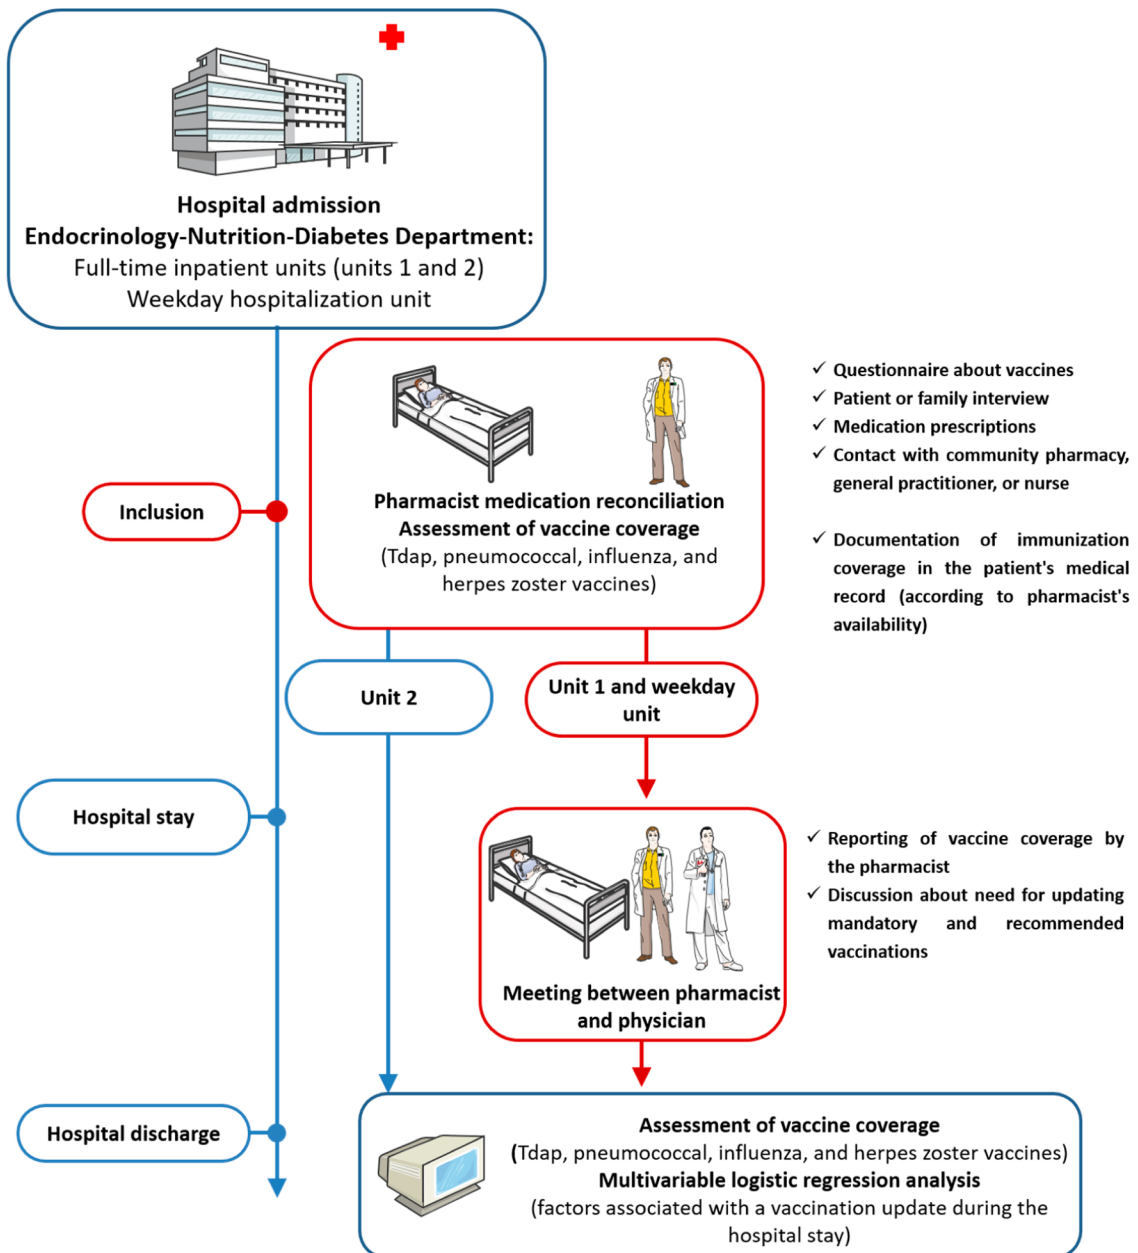 Hospital admission
Endocrinology-Nutrition-Diabetes Department:
Full-time inpatient units (units 1 and 2)
Weekday hospitalization unit
Inclusion
Pharmacist medication reconciliation
Assessment of vaccine coverage
(Tdap, pneumococcal, influenza, and
herpes zoster vaccines)
✓ Questionnaire about vaccines
✓ Patient or family interview
✓ Medication prescriptions
✓ Contact with community pharmacy,
general practitioner, or nurse
✓ Documentation of immunization
coverage in the patient's medical
record (according to pharmacist's
availability)
Unit 2
Unit 1 and weekday
unit
Hospital stay
Meeting between pharmacist
and physician
✓ Reporting of vaccine coverage by
the pharmacist
✓ Discussion about need for updating
mandatory and recommended
vaccinations
Hospital discharge
Assessment of vaccine coverage
(Tdap, pneumococcal, influenza, and herpes zoster vaccines)
Multivariable logistic regression analysis
(factors associated with a vaccination update during the
hospital stay)